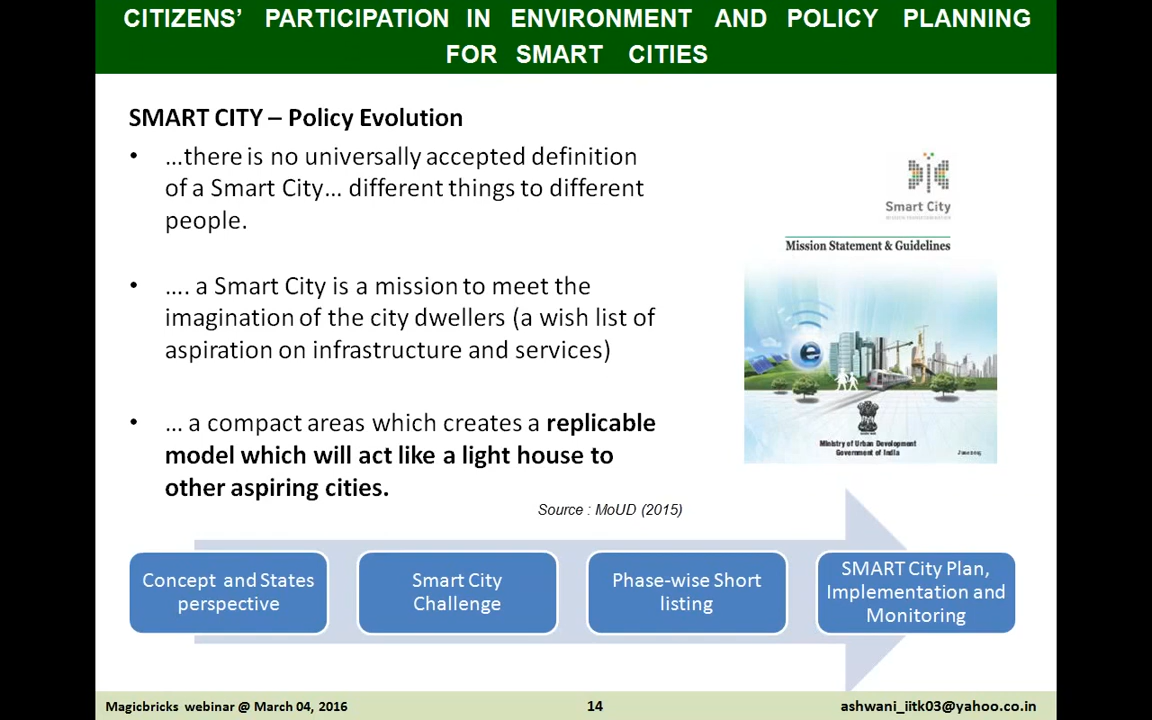 CITIZENS’ PARTICIPATION IN ENVIRONMENT AND POLICY PLANNING
FOR SMART CITIES
SMART CITY – Policy Evolution
• …there is no universally accepted definition
of a Smart City… different things to different
people.
• …. a Smart City is a mission to meet the
imagination of the city dwellers (a wish list of
aspiration on infrastructure and services)
• … a compact areas which creates a replicable
model which will act like a light house to
other aspiring cities.
Source : MoUD (2015)
Smart City
Mission Statement & Guidelines
e
Ministry of Urban Development
Government of India
Concept and States
perspective
Smart City
Challenge
Phase-wise Short
listing
SMART City Plan,
Implementation and
Monitoring
Magicbricks webinar @ March 04, 2016
14
ashwani_iitk03@yahoo.co.in